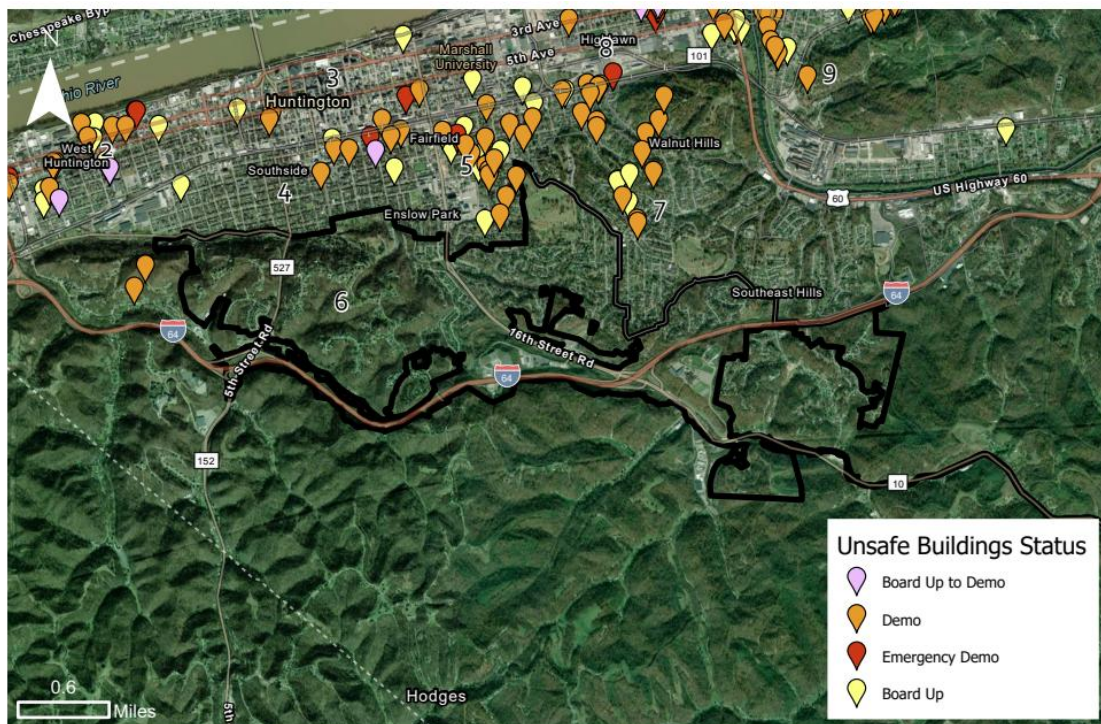 Chesapeake Byp
N
Ohio River
3rd Ave
5th Ave
Marshall
University
Highlawn
8
101
9
3
Huntington
West
Huntington
2
Fairfield
5
Walnut Hills
Southside
4
US Highway 60
60
7
Enslow Park
527
6
Southeast Hills
64
64
64
5th Street Rd
16th Street Rd
152
10
5th
Hodges
0.6
Miles
Unsafe Buildings Status
Board Up to Demo
Demo
Emergency Demo
Board Up